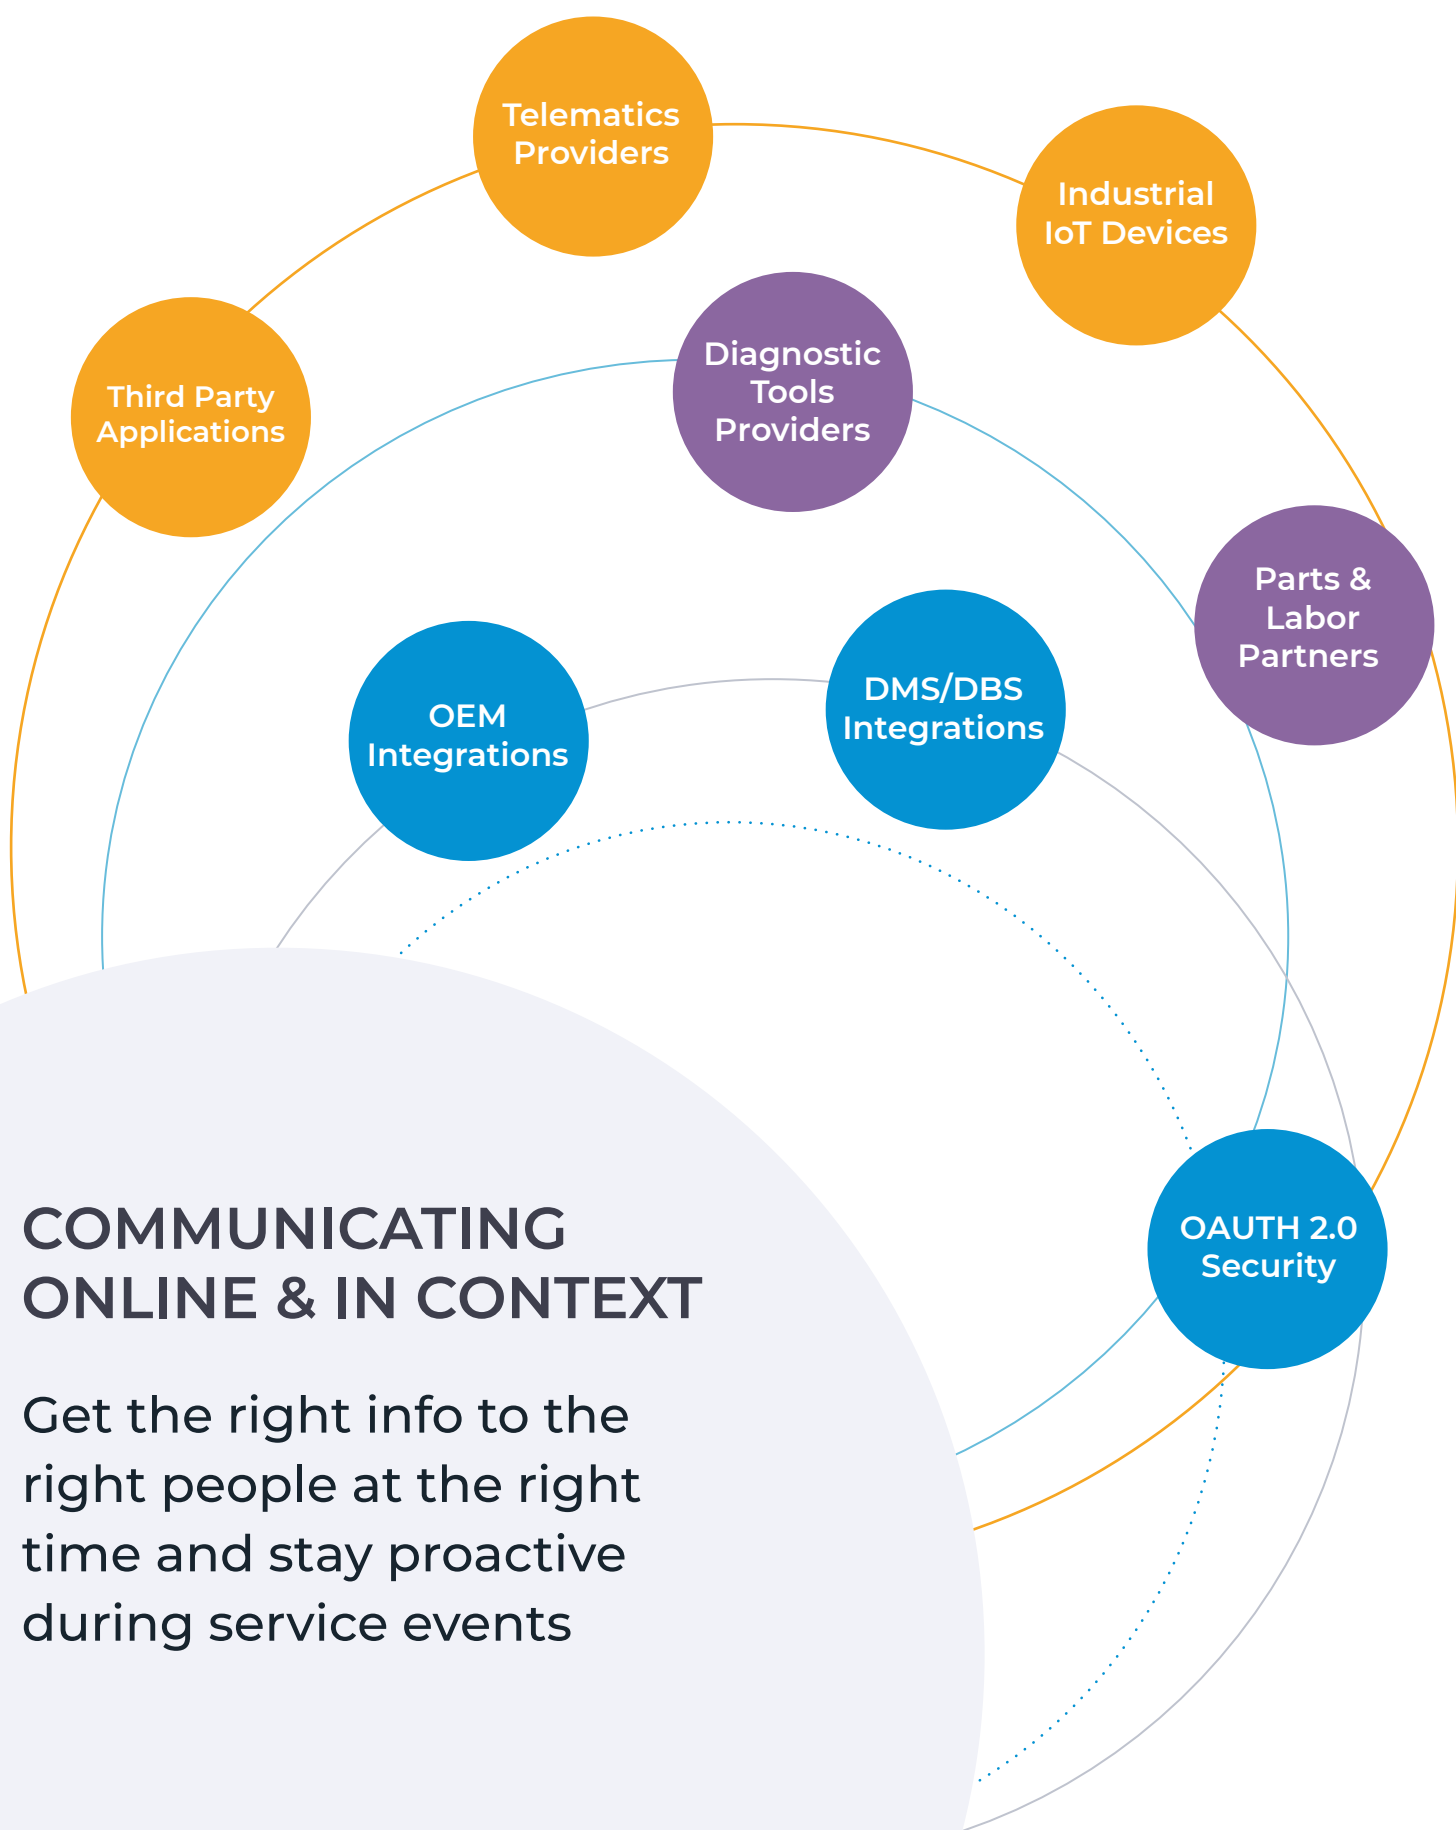 Telematics
Providers
Industrial
IoT Devices
Diagnostic
Tools
Providers
Third Party
Applications
Parts &
Labor
Partners
OEM
Integrations
DMS/DBS
Integrations
OAUTH 2.0
Security
COMMUNICATING
ONLINE & IN CONTEXT
Get the right info to the
right people at the right
time and stay proactive
during service events